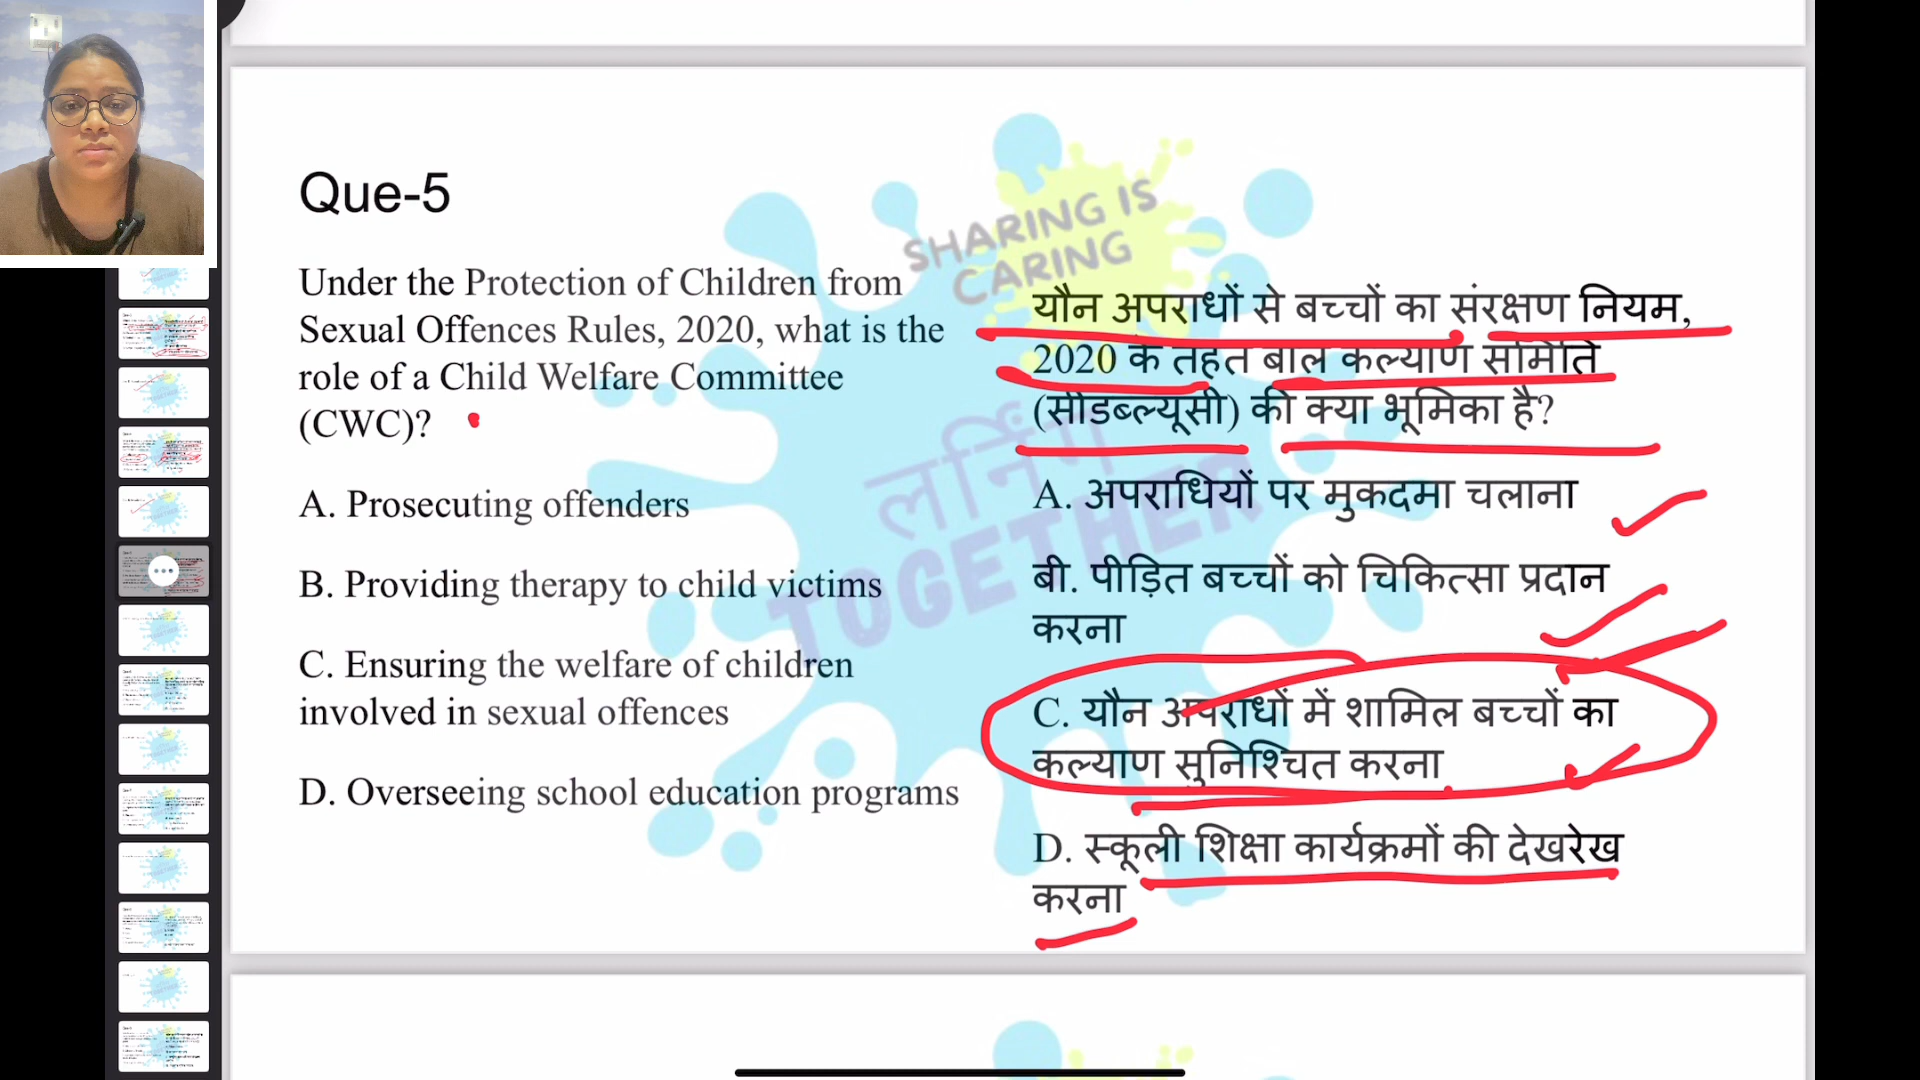 Que-5
Under the Protection of Children from
Sexual Offences Rules, 2020, what is the
role of a Child Welfare Committee
(CWC)?
A. Prosecuting offenders
B. Providing therapy to child victims
C. Ensuring the welfare of children
involved in sexual offences
D. Overseeing school education programs
SHARING IS
CARING
लर्निंग
TOGETHER
यौन अपराधों से बच्चों का संरक्षण नियम,
2020 के तहत बाल कल्याण समिति
(सीडब्ल्यूसी) की क्या भूमिका है?
A. अपराधियों पर मुकदमा चलाना
बी. पीड़ित बच्चों को चिकित्सा प्रदान
करना
C. यौन अपराधों में शामिल बच्चों का
कल्याण सुनिश्चित करना
D. स्कूली शिक्षा कार्यक्रमों की देखरेख
करना